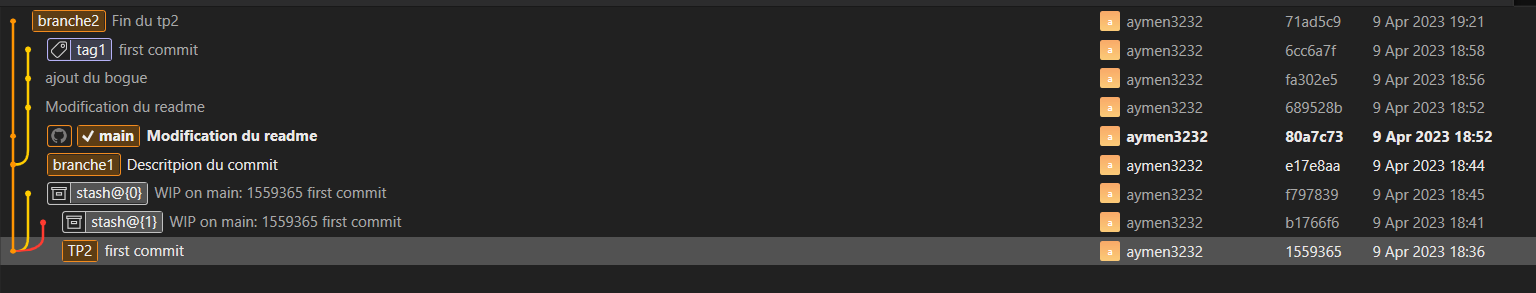 branche2 Fin du tp2 a aymen3232 71ad5c9 9 Apr 2023 19:21
tag1 first commit a aymen3232 6cc6a7f 9 Apr 2023 18:58
ajout du bogue a aymen3232 fa302e5 9 Apr 2023 18:56
Modification du readme a aymen3232 689528b 9 Apr 2023 18:52
main Modification du readme a aymen3232 80a7c73 9 Apr 2023 18:52
branche1 Descritpion du commit a aymen3232 e17e8aa 9 Apr 2023 18:44
stash@{0} WIP on main: 1559365 first commit a aymen3232 f797839 9 Apr 2023 18:45
stash@{1} WIP on main: 1559365 first commit a aymen3232 b1766f6 9 Apr 2023 18:41
TP2 first commit a aymen3232 1559365 9 Apr 2023 18:36